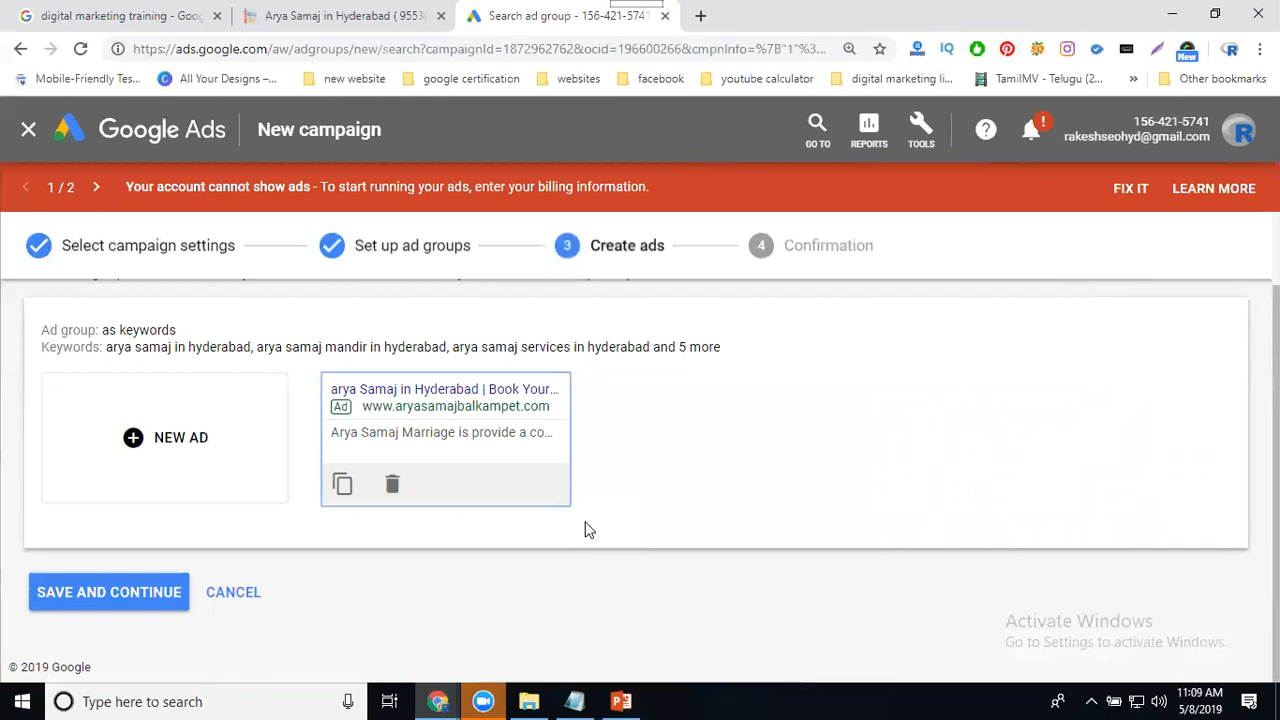 digital marketing training - Goog
Arya Samaj in Hyderabad ( 9553
Search ad group - 156-421-5741
https://ads.google.com/aw/adgroups/new/search?campaignId=1872962762&ocid=196600266&cmpnInfo=%7B"1"%3...
Mobile-Friendly Tes...
All Your Designs –...
new website
google certification
websites
facebook
youtube calculator
digital marketing li...
TamilMV - Telugu (2
»
Other bookmarks
New
Google Ads
New campaign
GO TO
REPORTS
TOOLS
156-421-5741
rakeshseohyd@gmail.com
1 / 2
Your account cannot show ads - To start running your ads, enter your billing information.
FIX IT
LEARN MORE
Select campaign settings
Set up ad groups
3
Create ads
4
Confirmation
Ad group: as keywords
Keywords: arya samaj in hyderabad, arya samaj mandir in hyderabad, arya samaj services in hyderabad and 5 more
NEW AD
arya Samaj in Hyderabad | Book Your...
Ad www.aryasamajbalkampet.com
Arya Samaj Marriage is provide a co...
SAVE AND CONTINUE
CANCEL
Activate Windows
Go to Settings to activate Windows.
© 2019 Google
Type here to search
11:09 AM
5/8/2019